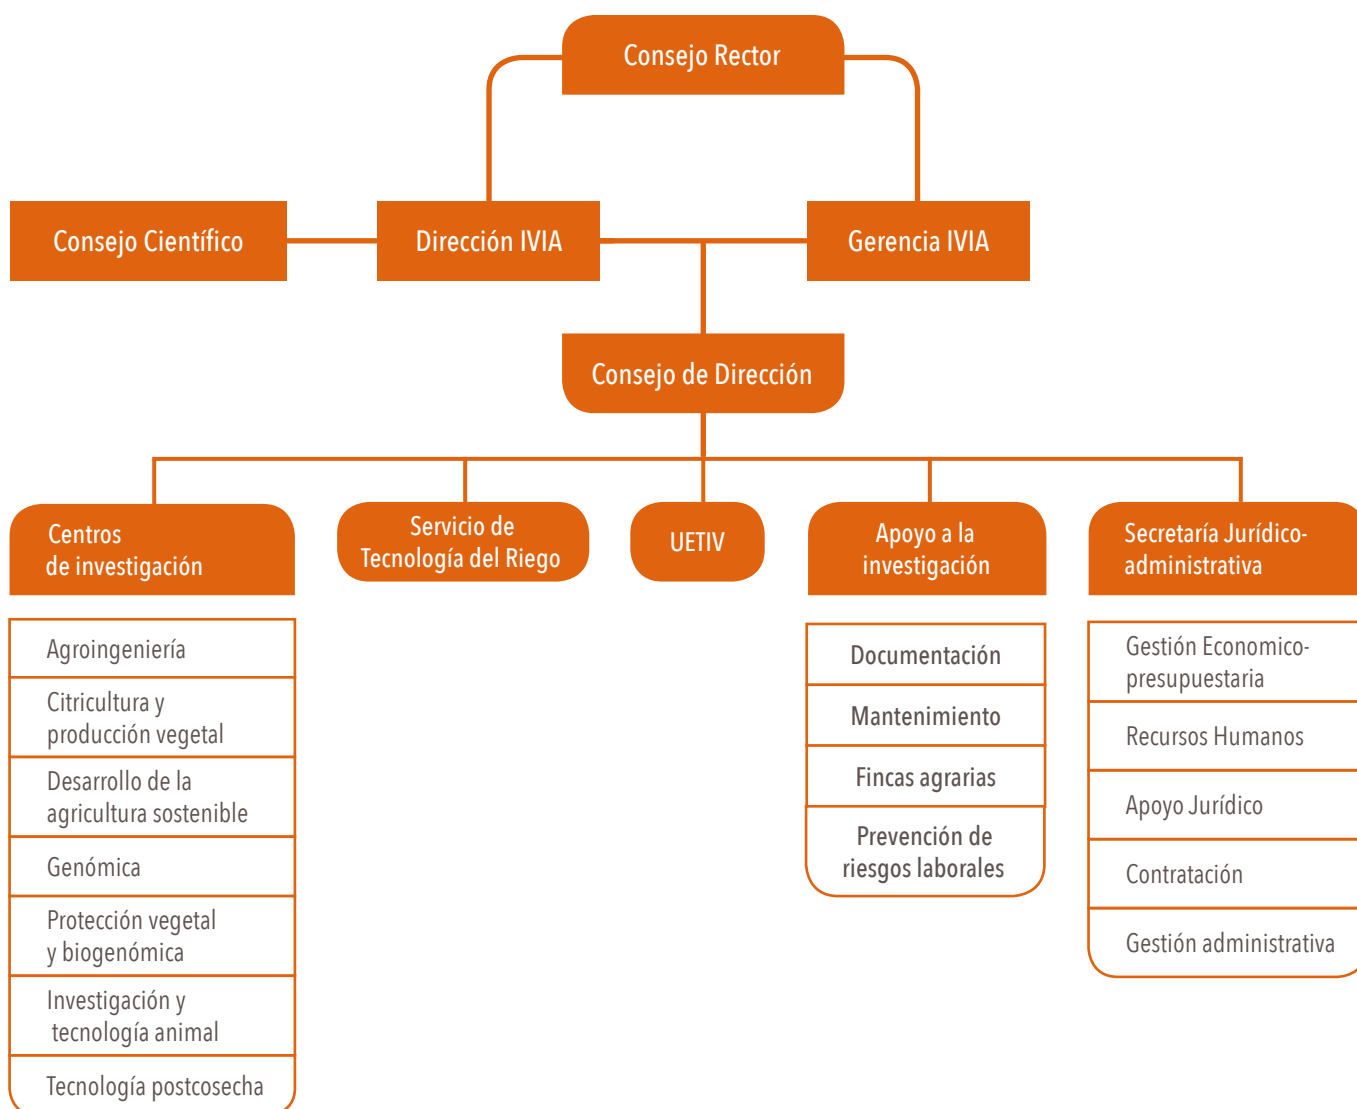 Consejo Rector
Consejo Científico
Dirección IVIA
Gerencia IVIA
Consejo de Dirección
Centros
de investigación
Servicio de
Tecnología del Riego
UETIV
Apoyo a la
investigación
Secretaría Jurídico-
administrativa
Agroingeniería
Citricultura y
producción vegetal
Desarrollo de la
agricultura sostenible
Genómica
Protección vegetal
y biogenómica
Investigación y
tecnología animal
Tecnología postcosecha
Documentación
Mantenimiento
Fincas agrarias
Prevención de
riesgos laborales
Gestión Economico-
presupuestaria
Recursos Humanos
Apoyo Jurídico
Contratación
Gestión administrativa